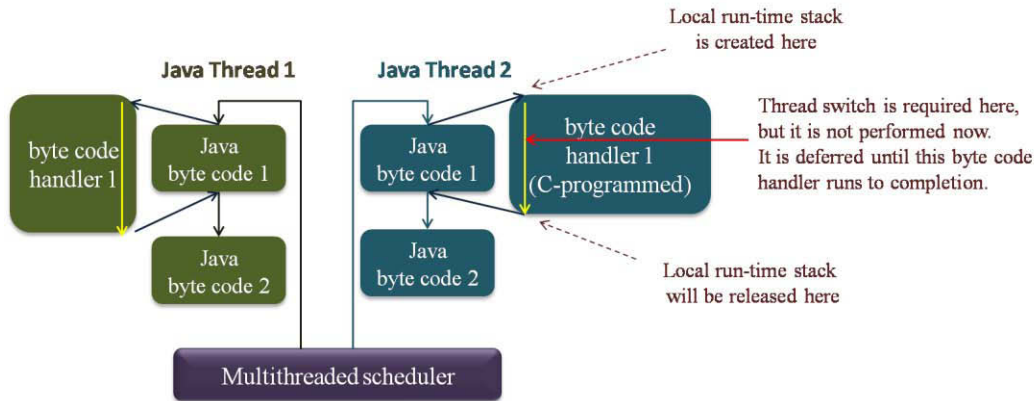 Local run-time stack
is created here
Java Thread 1
Java Thread 2
byte code
handler 1
Java
byte code 1
Java
byte code 2
Java
byte code 1
Java
byte code 2
byte code
handler 1
(C-programmed)
Thread switch is required here,
but it is not performed now.
It is deferred until this byte code
handler runs to completion.
Local run-time stack
will be released here
Multithreaded scheduler